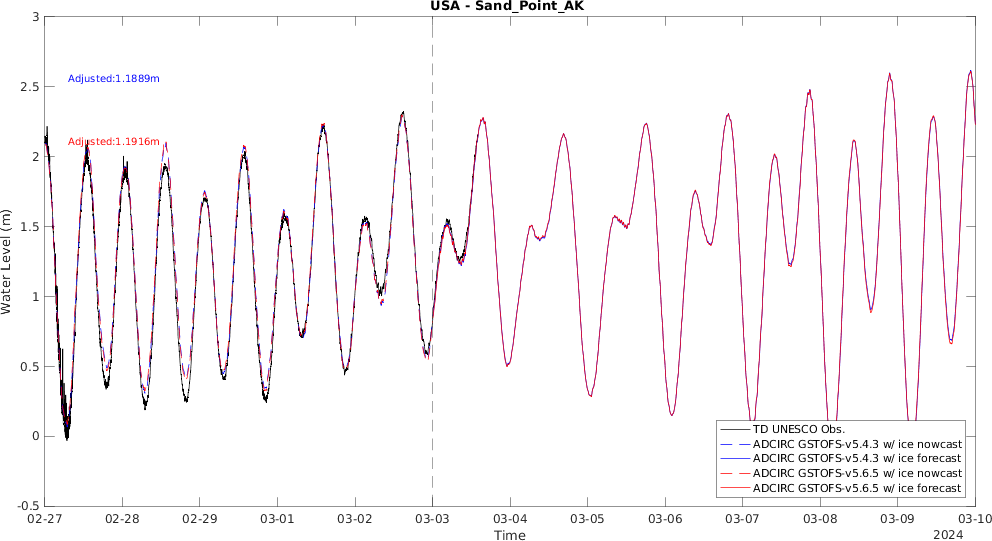 USA - Sand_Point_AK
3
2.5
2
1.5
1
0.5
0
-0.5
Water Level (m)
Adjusted:1.1889m
Adjusted:1.1916m
TD UNESCO Obs.
ADCIRC GSTOFS-v5.4.3 w/ ice nowcast
ADCIRC GSTOFS-v5.4.3 w/ ice forecast
ADCIRC GSTOFS-v5.6.5 w/ ice nowcast
ADCIRC GSTOFS-v5.6.5 w/ ice forecast
02-27 02-28 02-29 03-01 03-02 03-03 03-04 03-05 03-06 03-07 03-08 03-09 03-10
Time
2024